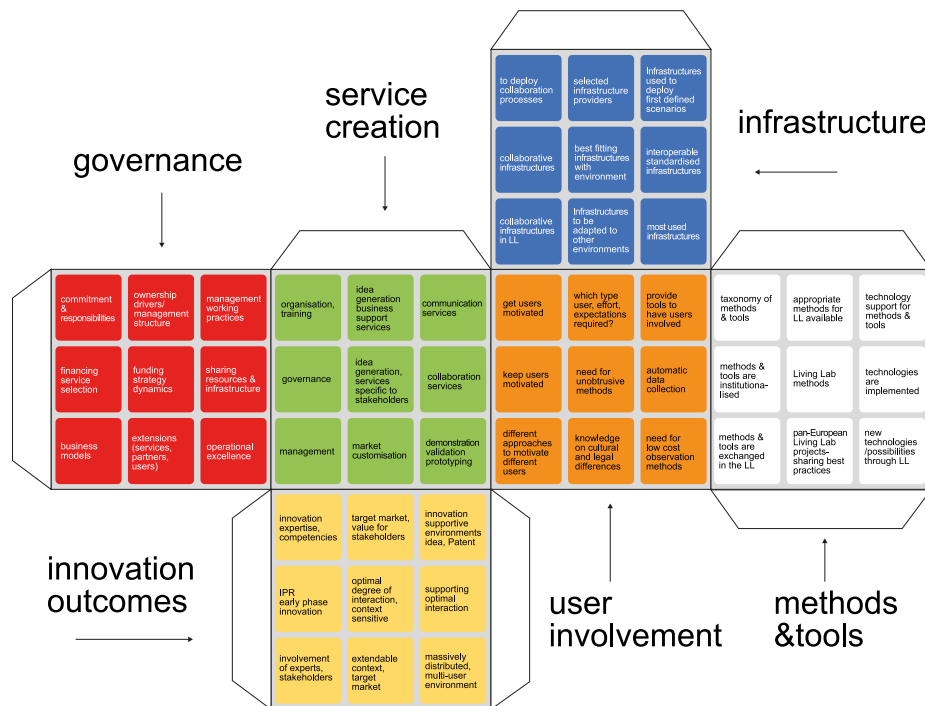 governance
service
creation
infrastructure
to deploy
collaboration
processes
selected
infrastructure
providers
Infrastructures
used to
deploy
first defined
scenarios
collaborative
infrastructures
best fitting
infrastructures
with
environment
interoperable
standardised
infrastructures
collaborative
infrastructures
in LL
Infrastructures
to be
adapted to
other
environments
most used
infrastructures
commitment
&
responsibilities
ownership
drivers/
management
structure
management
working
practices
financing
service
selection
funding
strategy
dynamics
sharing
resources &
infrastructure
business
models
extensions
(services,
partners,
users)
operational
excellence
organisation,
training
idea
generation
business
support
services
communication
services
governance
idea
generation,
services
specific to
stakeholders
collaboration
services
management
market
customisation
demonstration
validation
prototyping
get users
motivated
which type
user, effort,
expectations
required?
provide
tools to
have users
involved
keep users
motivated
need for
unobtrusive
methods
automatic
data
collection
different
approaches
to motivate
different
users
knowledge
on cultural
and legal
differences
need for
low cost
observation
methods
taxonomy of
methods
& tools
appropriate
methods for
LL available
technology
support for
methods &
tools
methods &
tools are
institutiona-
lised
Living Lab
methods
technologies
are
implemented
methods
& tools are
exchanged
in the LL
pan-European
Living Lab
projects-
sharing best
practices
new
technologies
/possibilities
through LL
innovation
expertise,
competencies
target market,
value for
stakeholders
innovation
supportive
environments
idea, Patent
IPR
early phase
innovation
optimal
degree of
interaction,
context
sensitive
supporting
optimal
interaction
involvement
of experts,
stakeholders
extendable
context,
target
market
massively
distributed,
multi-user
environment
innovation
outcomes
user
involvement
methods
&tools